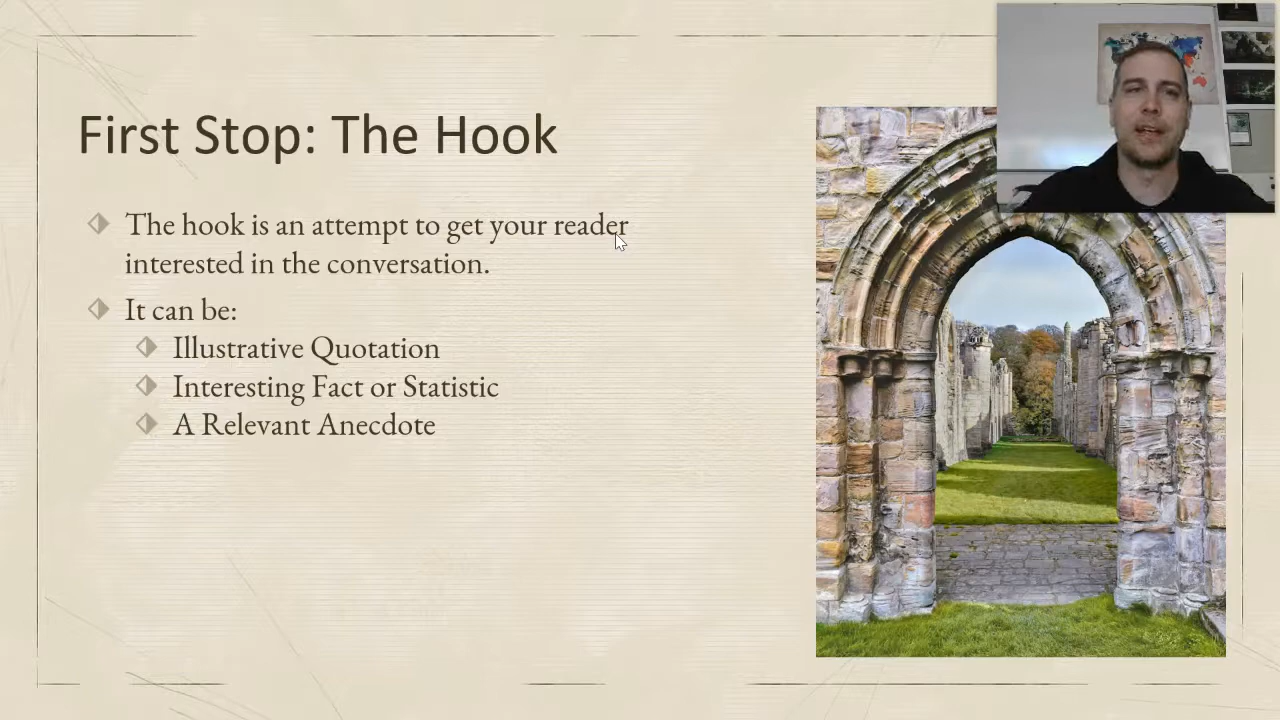 First Stop: The Hook
The hook is an attempt to get your reader
interested in the conversation.
It can be:
Illustrative Quotation
Interesting Fact or Statistic
A Relevant Anecdote